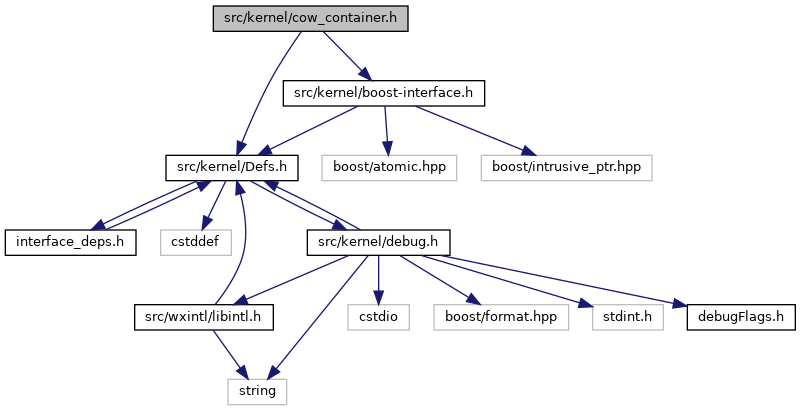 src/kernel/cow_container.h
src/kernel/boost-interface.h
src/kernel/Defs.h
boost/atomic.hpp
boost/intrusive_ptr.hpp
interface_deps.h
cstddef
src/kernel/debug.h
src/wxintl/libintl.h
cstdio
boost/format.hpp
stdint.h
debugFlags.h
string